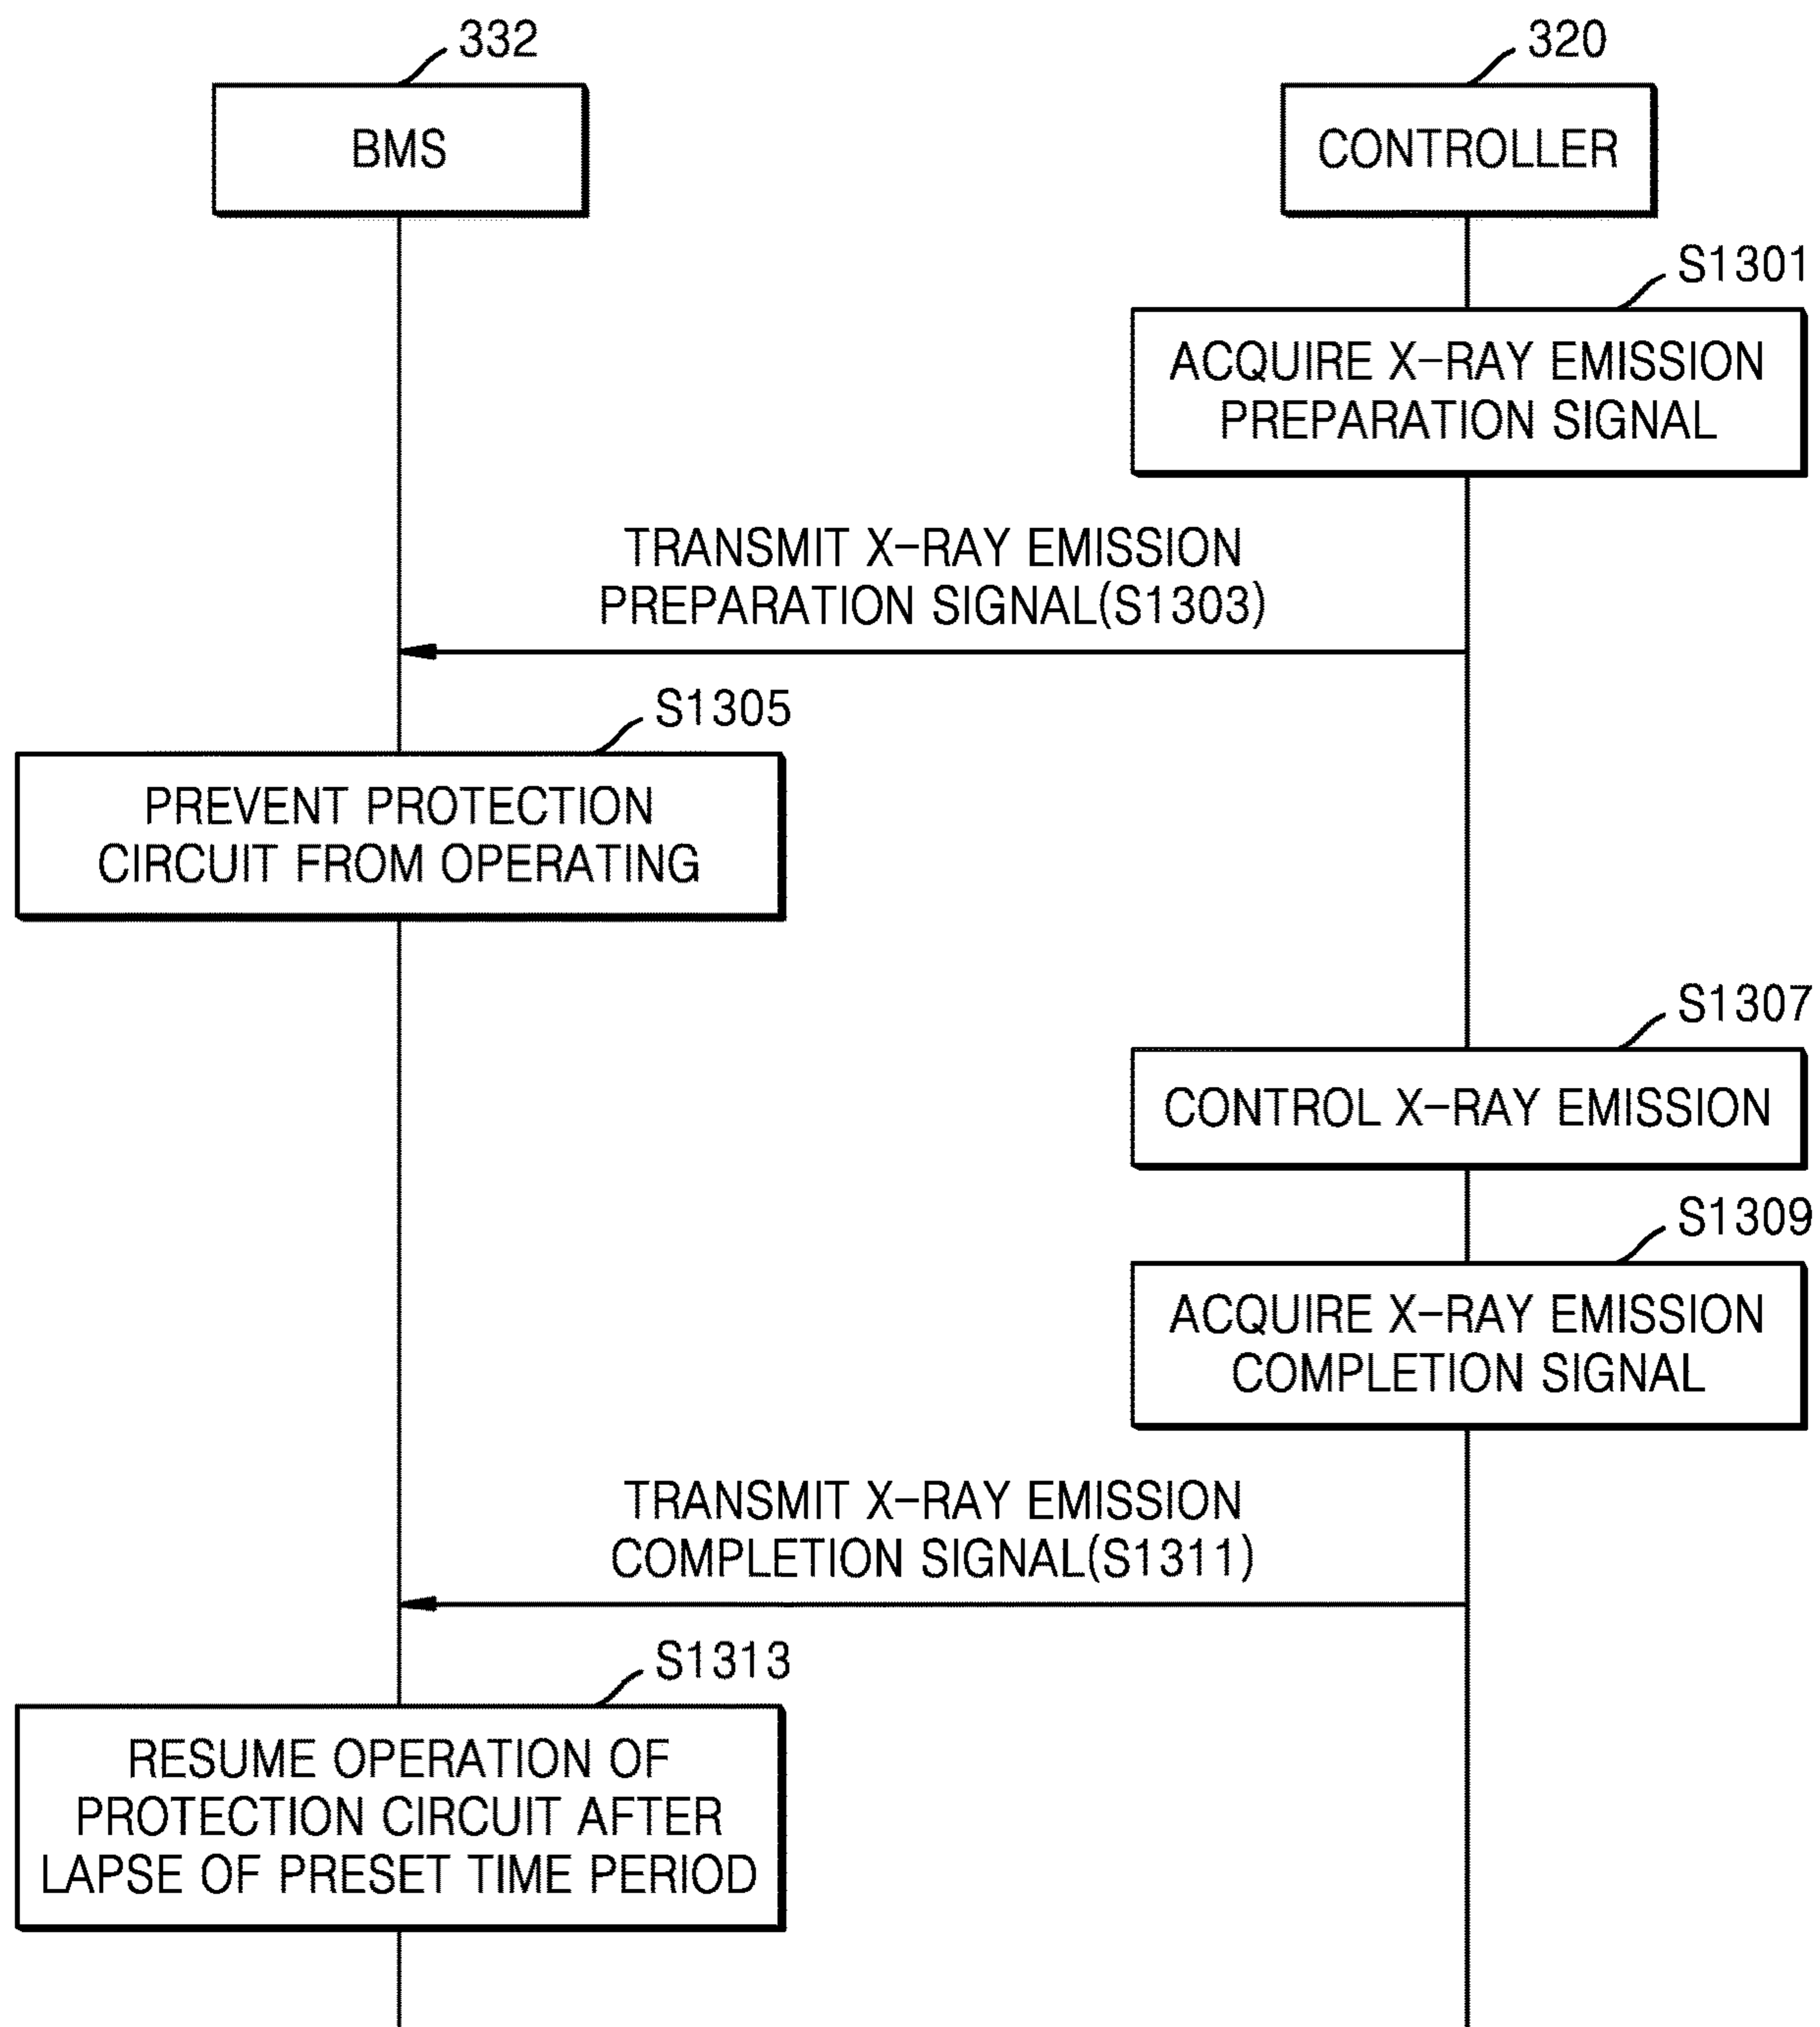 332
320
BMS
CONTROLLER
S1301
ACQUIRE X-RAY EMISSION
PREPARATION SIGNAL
TRANSMIT X-RAY EMISSION
PREPARATION SIGNAL(S1303)
S1305
PREVENT PROTECTION
CIRCUIT FROM OPERATING
S1307
CONTROL X-RAY EMISSION
S1309
ACQUIRE X-RAY EMISSION
COMPLETION SIGNAL
TRANSMIT X-RAY EMISSION
COMPLETION SIGNAL(S1311)
S1313
RESUME OPERATION OF
PROTECTION CIRCUIT AFTER
LAPSE OF PRESET TIME PERIOD